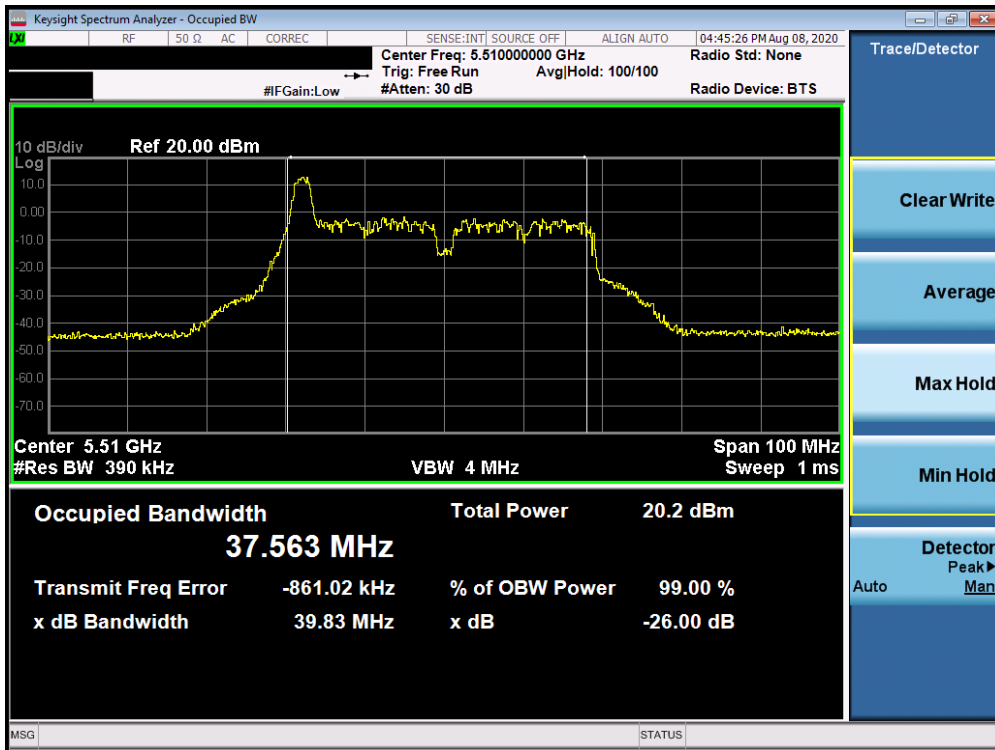 Keysight Spectrum Analyzer - Occupied BW
LXI RF 50 Ω AC CORREC SENSE:INT SOURCE OFF ALIGN AUTO 04:45:26 PM Aug 08, 2020
Center Freq: 5.510000000 GHz Radio Std: None
Trig: Free Run Avg|Hold: 100/100
#IFGain:Low #Atten: 30 dB Radio Device: BTS
Trace/Detector
10 dB/div Ref 20.00 dBm
Log
10.0
0.00
-10.0
-20.0
-30.0
-40.0
-50.0
-60.0
-70.0
Center 5.51 GHz Span 100 MHz
#Res BW 390 kHz VBW 4 MHz Sweep 1 ms
Occupied Bandwidth Total Power 20.2 dBm
37.563 MHz
Transmit Freq Error -861.02 kHz % of OBW Power 99.00 %
x dB Bandwidth 39.83 MHz x dB -26.00 dB
Clear Write
Average
Max Hold
Min Hold
Detector
Peak▶
Auto Man
MSG STATUS